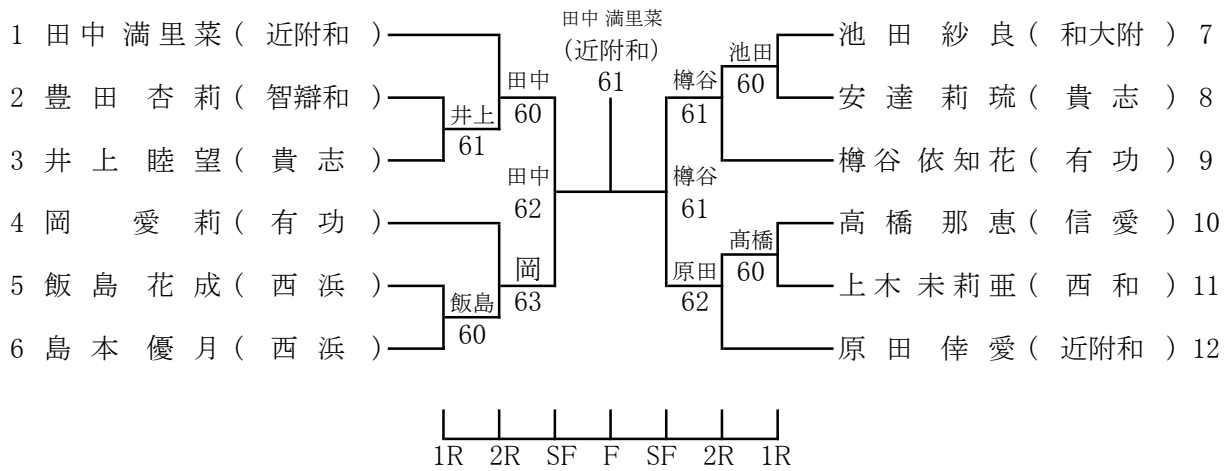 田中 満里菜
(近附和)
61
1 田中 満里菜 ( 近附和 )
2 豊田 杏莉 ( 智辯和 )
3 井上 睦望 ( 貴志 )
4 岡 愛莉 ( 有功 )
5 飯島 花成 ( 西浜 )
6 島本 優月 ( 西浜 )
井上
61
飯島
60
田中
60
岡
63
田中
62
樽谷
61
樽谷
61
原田
62
池田
60
髙橋
60
池田 紗良 ( 和大附 ) 7
安達 莉琉 ( 貴志 ) 8
樽谷 依知花 ( 有功 ) 9
髙橋 那恵 ( 信愛 ) 10
上木 未莉亜 ( 西和 ) 11
原田 倖愛 ( 近附和 ) 12
1R 2R SF F SF 2R 1R